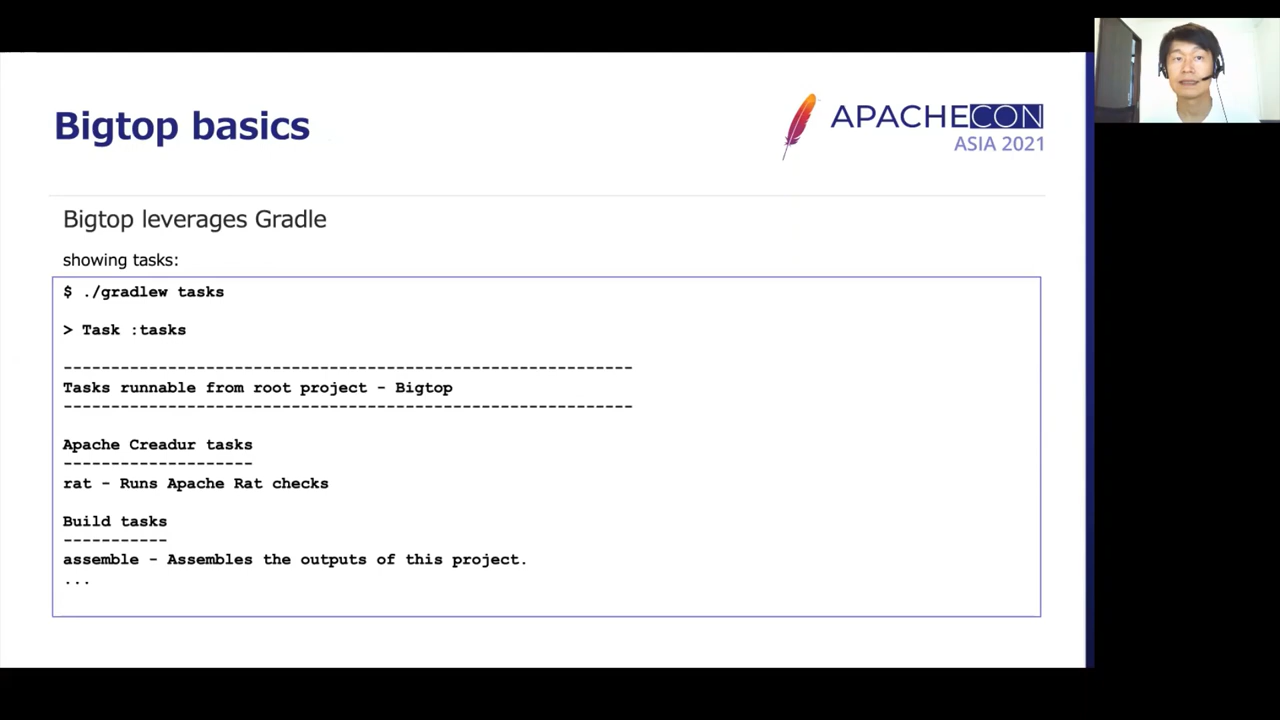 Bigtop basics
APACHECON
ASIA 2021
Bigtop leverages Gradle
showing tasks:
$ ./gradlew tasks
> Task :tasks
------------------------------------------------------------
Tasks runnable from root project - Bigtop
------------------------------------------------------------
Apache Creadur tasks
--------------------
rat - Runs Apache Rat checks
Build tasks
-----------
assemble - Assembles the outputs of this project.
...